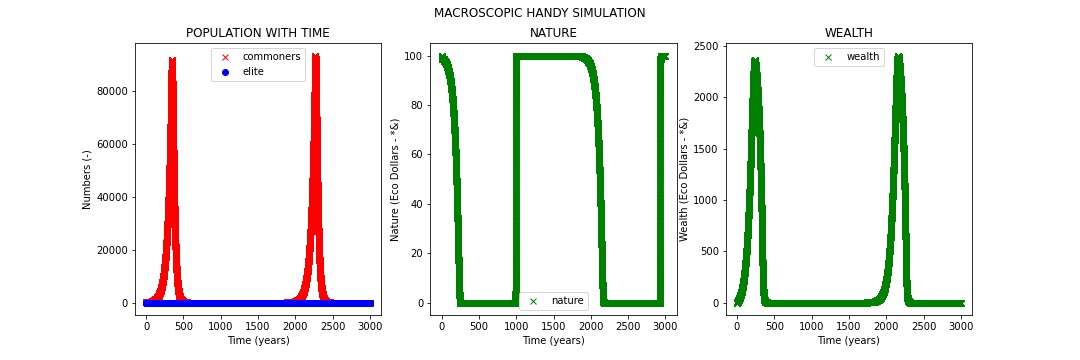 MACROSCOPIC HANDY SIMULATION
POPULATION WITH TIME
commoners
elite
Numbers (-)
80000
60000
40000
20000
0
0 500 1000 1500 2000 2500 3000
Time (years)
NATURE
nature
Nature (Eco Dollars - *&)
100
80
60
40
20
0
0 500 1000 1500 2000 2500 3000
Time (years)
WEALTH
wealth
Wealth (Eco Dollars - *&)
2500
2000
1500
1000
500
0
0 500 1000 1500 2000 2500 3000
Time (years)